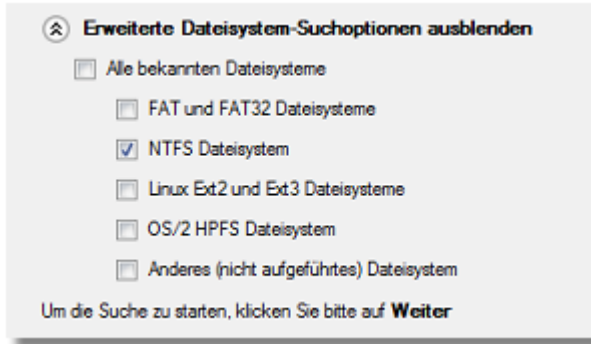 Erweiterte Dateisystem-Suchoptionen ausblenden
Alle bekannten Dateisysteme
FAT und FAT32 Dateisysteme
NTFS Dateisystem
Linux Ext2 und Ext3 Dateisysteme
OS/2 HPFS Dateisystem
Anderes (nicht aufgeführtes) Dateisystem
Um die Suche zu starten, klicken Sie bitte auf Weiter